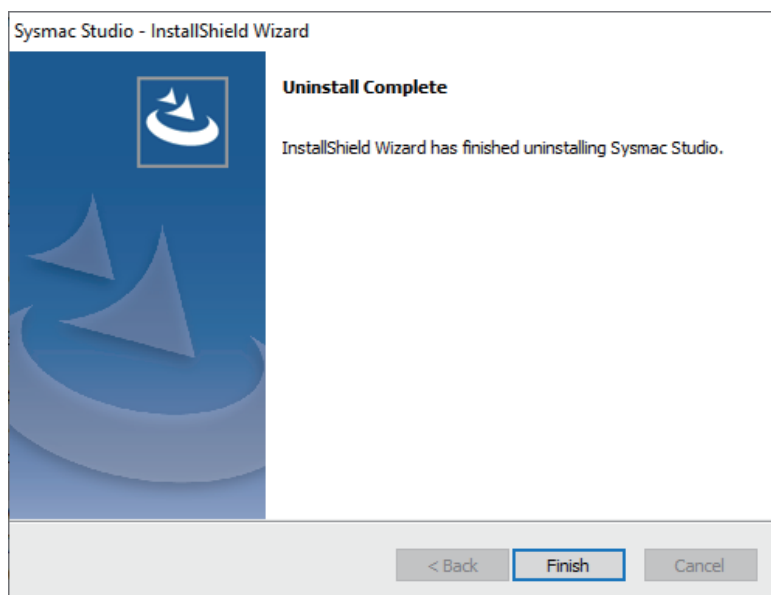 Sysmac Studio - InstallShield Wizard
Uninstall Complete
InstallShield Wizard has finished uninstalling Sysmac Studio.
< Back
Finish
Cancel